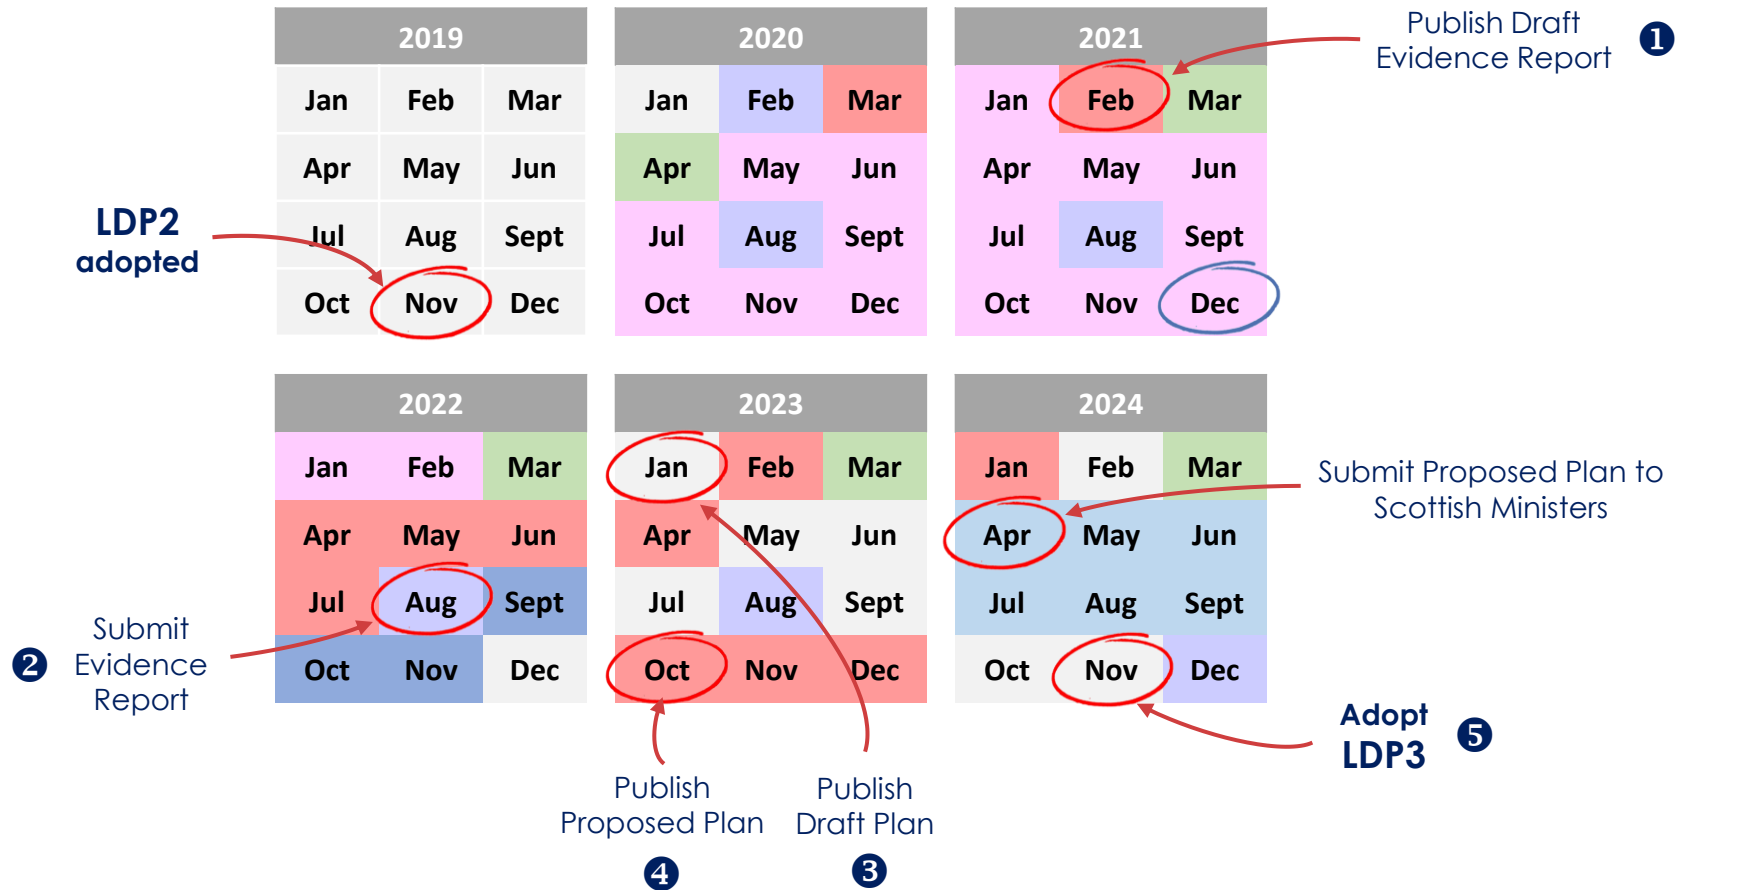 2019
Jan Feb Mar
Apr May Jun
Jul Aug Sept
Oct Nov Dec
LDP2
adopted
2020
Jan Feb Mar
Apr May Jun
Jul Aug Sept
Oct Nov Dec
2021
Jan Feb Mar
Apr May Jun
Jul Aug Sept
Oct Nov Dec
Publish Draft
Evidence Report
❶
2022
Jan Feb Mar
Apr May Jun
Jul Aug Sept
Oct Nov Dec
❷
Submit
Evidence
Report
2023
Jan Feb Mar
Apr May Jun
Jul Aug Sept
Oct Nov Dec
Publish
Proposed Plan
❹
Publish
Draft Plan
❸
2024
Jan Feb Mar
Apr May Jun
Jul Aug Sept
Oct Nov Dec
Submit Proposed Plan to
Scottish Ministers
Adopt
LDP3
❺